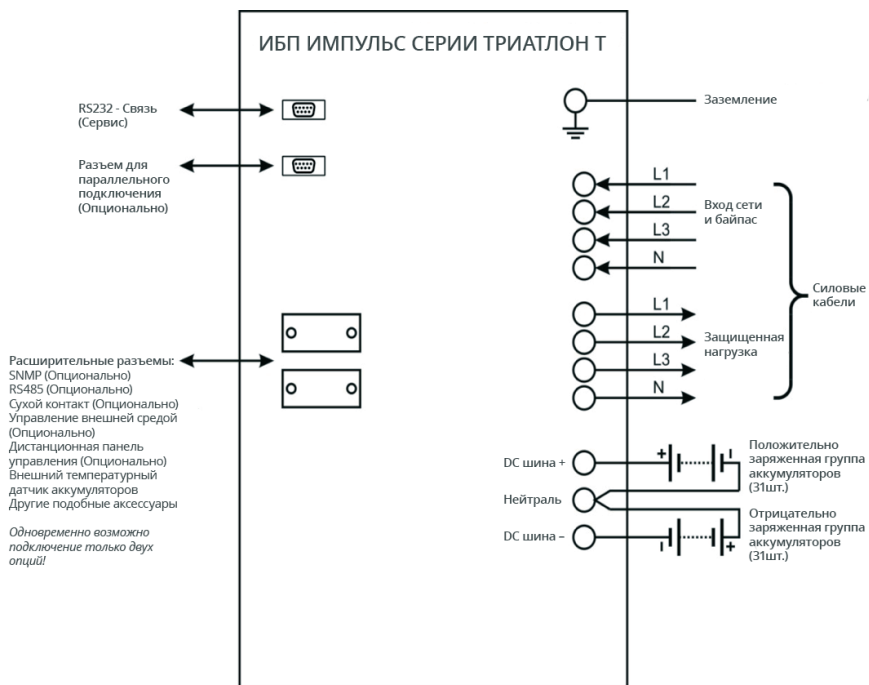 ИБП ИМПУЛЬС СЕРИИ ТРИАТЛОН Т
RS232 - Связь
(Сервис)
Разъем для
параллельного
подключения
(Опционально)
Расширительные разъемы:
SNMP (Опционально)
RS485 (Опционально)
Сухой контакт (Опционально)
Управление внешней средой
(Опционально)
Дистанционная панель
управления (Опционально)
Внешний температурный
датчик аккумуляторов
Другие подобные аксессуары
Одновременно возможно
подключение только двух
опций!
Заземление
L1
L2
L3
N
Вход сети
и байпас
L1
L2
L3
N
Защищенная
нагрузка
Силовые
кабели
DC шина +
Нейтраль
DC шина –
+
–
Положительно
заряженная группа
аккумуляторов
(31шт.)
–
+
Отрицательно
заряженная группа
аккумуляторов
(31шт.)